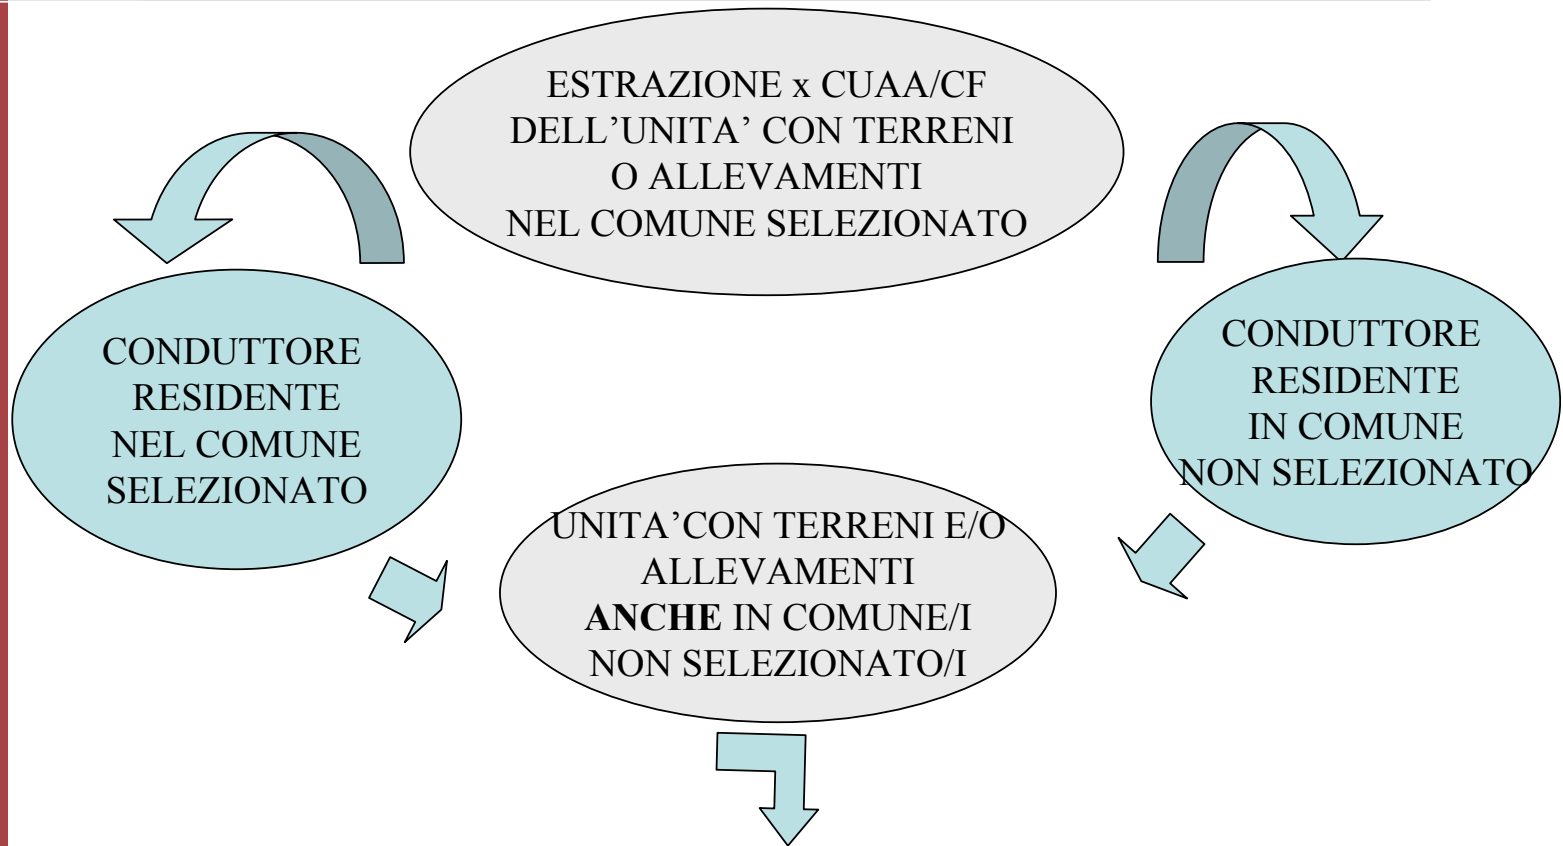 ESTRAZIONE x CUAA/CF
DELL’UNITA’ CON TERRENI
O ALLEVAMENTI
NEL COMUNE SELEZIONATO
CONDUTTORE
RESIDENTE
NEL COMUNE
SELEZIONATO
CONDUTTORE
RESIDENTE
IN COMUNE
NON SELEZIONATO
UNITA’CON TERRENI E/O
ALLEVAMENTI
ANCHE IN COMUNE/I
NON SELEZIONATO/I